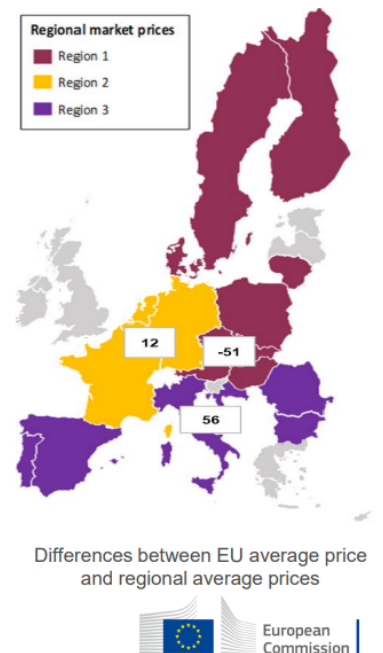 Regional market prices
Region 1
Region 2
Region 3
12
-51
56
Differences between EU average price
and regional average prices
European
Commission